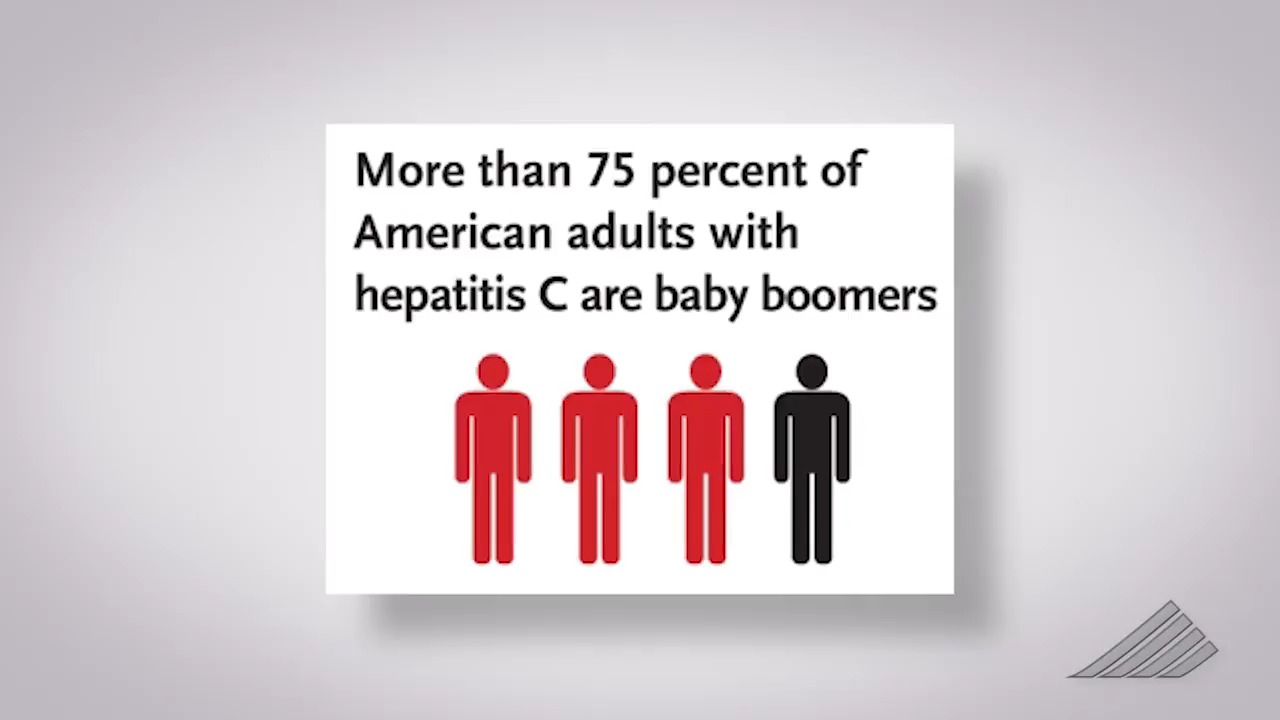 More than 75 percent of
American adults with
hepatitis C are baby boomers